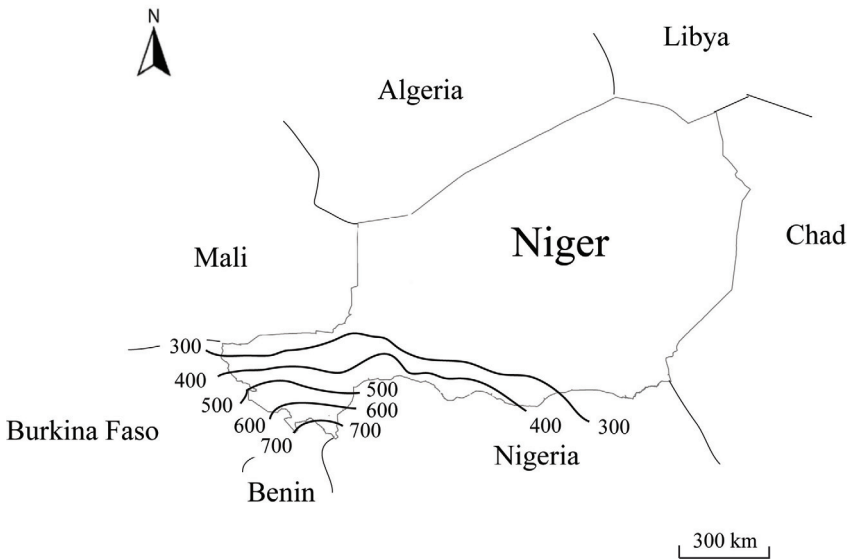 N
Libya
Algeria
Niger
Chad
Mali
300
400
500
500
600
600
700
700
400
300
Burkina Faso
Nigeria
Benin
300 km